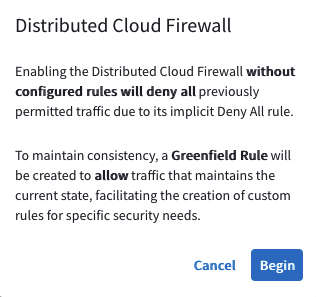 Distributed Cloud Firewall
Enabling the Distributed Cloud Firewall without
configured rules will deny all previously
permitted traffic due to its implicit Deny All rule.
To maintain consistency, a Greenfield Rule will
be created to allow traffic that maintains the
current state, facilitating the creation of custom
rules for specific security needs.
Cancel Begin